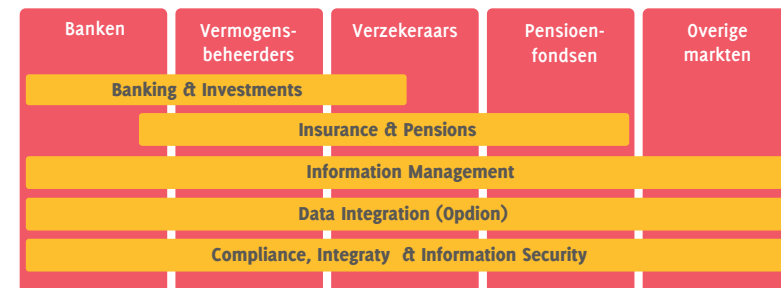 Banken
Vermogens-
beheerders
Verzekeraars
Pensioen-
fondsen
Overige
markten
Banking & Investments
Insurance & Pensions
Information Management
Data Integration (Opdion)
Compliance, Integraty & Information Security